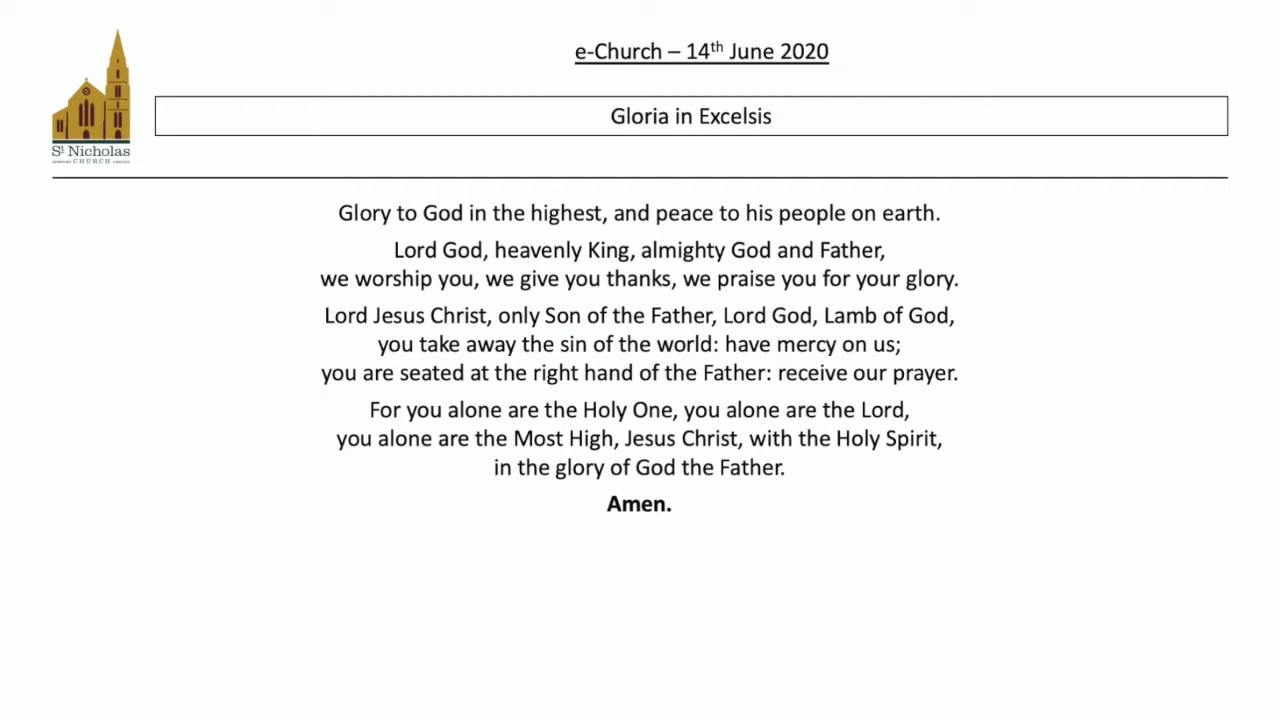 e-Church – 14th June 2020
Gloria in Excelsis
St Nicholas
CHURCH
Glory to God in the highest, and peace to his people on earth.
Lord God, heavenly King, almighty God and Father,
we worship you, we give you thanks, we praise you for your glory.
Lord Jesus Christ, only Son of the Father, Lord God, Lamb of God,
you take away the sin of the world: have mercy on us;
you are seated at the right hand of the Father: receive our prayer.
For you alone are the Holy One, you alone are the Lord,
you alone are the Most High, Jesus Christ, with the Holy Spirit,
in the glory of God the Father.
Amen.